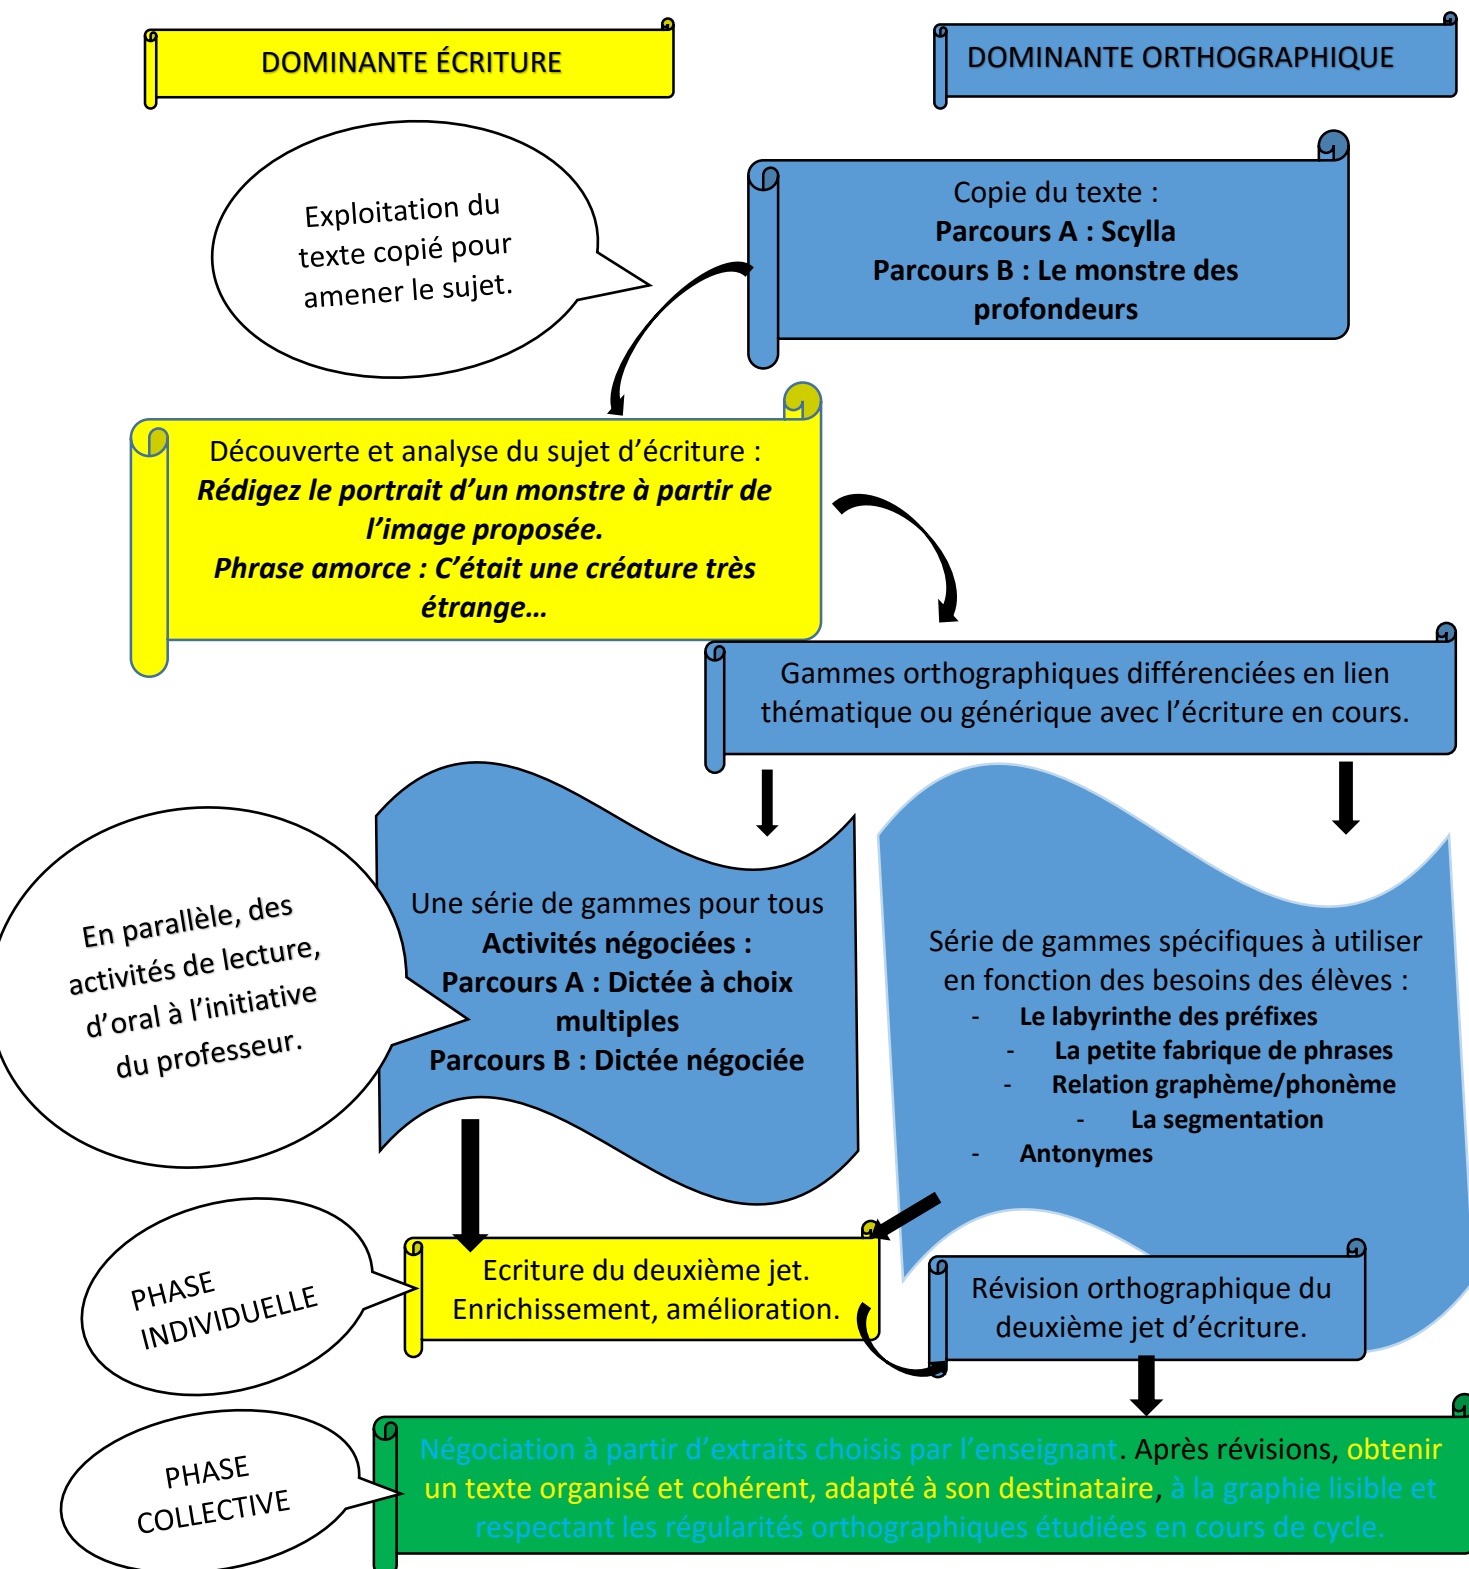 DOMINANTE ÉCRITURE
DOMINANTE ORTHOGRAPHIQUE
Exploitation du
texte copié pour
amener le sujet.
Copie du texte :
Parcours A : Scylla
Parcours B : Le monstre des
profondeurs
Découverte et analyse du sujet d’écriture :
Rédigez le portrait d’un monstre à partir de
l’image proposée.
Phrase amorce : C’était une créature très
étrange…
Gammes orthographiques différenciées en lien
thématique ou générique avec l’écriture en cours.
En parallèle, des
activités de lecture,
d’oral à l’initiative
du professeur.
Une série de gammes pour tous
Activités négociées :
Parcours A : Dictée à choix
multiples
Parcours B : Dictée négociée
Série de gammes spécifiques à utiliser
en fonction des besoins des élèves :
- Le labyrinthe des préfixes
- La petite fabrique de phrases
- Relation graphème/phonème
- La segmentation
- Antonymes
PHASE
INDIVIDUELLE
Ecriture du deuxième jet.
Enrichissement, amélioration.
Révision orthographique du
deuxième jet d’écriture.
PHASE
COLLECTIVE
Négociation à partir d’extraits choisis par l’enseignant. Après révisions, obtenir
un texte organisé et cohérent, adapté à son destinataire, à la graphie lisible et
respectant les régularités orthographiques étudiées en cours de cycle.